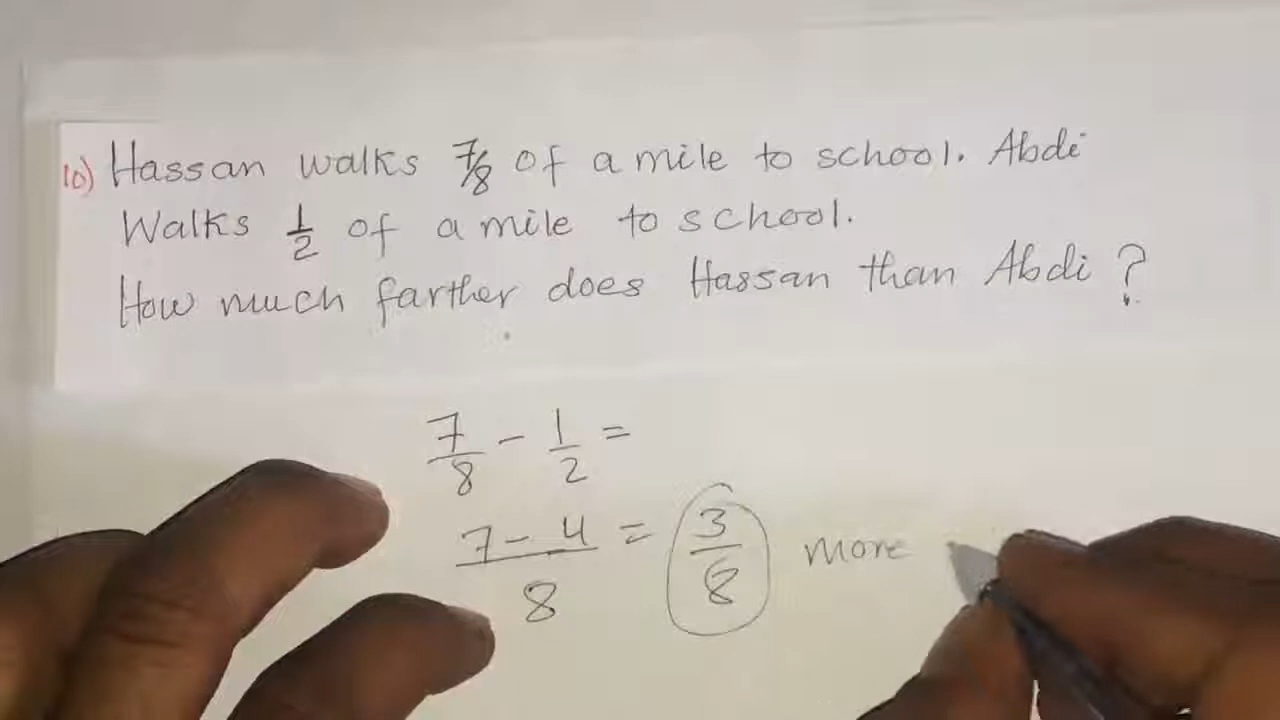 10) Hassan walks 7/8 of a mile to school. Abdi
Walks 1/2 of a mile to school.
How much farther does Hassan than Abdi ?
7/8 - 1/2 =
7 - 4/8 = 3/8 more